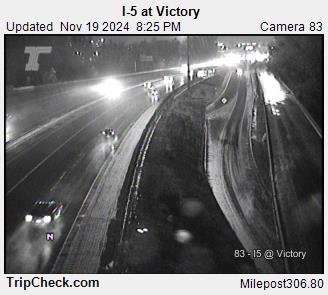 I-5 at Victory
Updated Nov 19 2024 8:25 PM Camera 83
T
N
83 - I5 @ Victory
TripCheck.com Milepost306.80